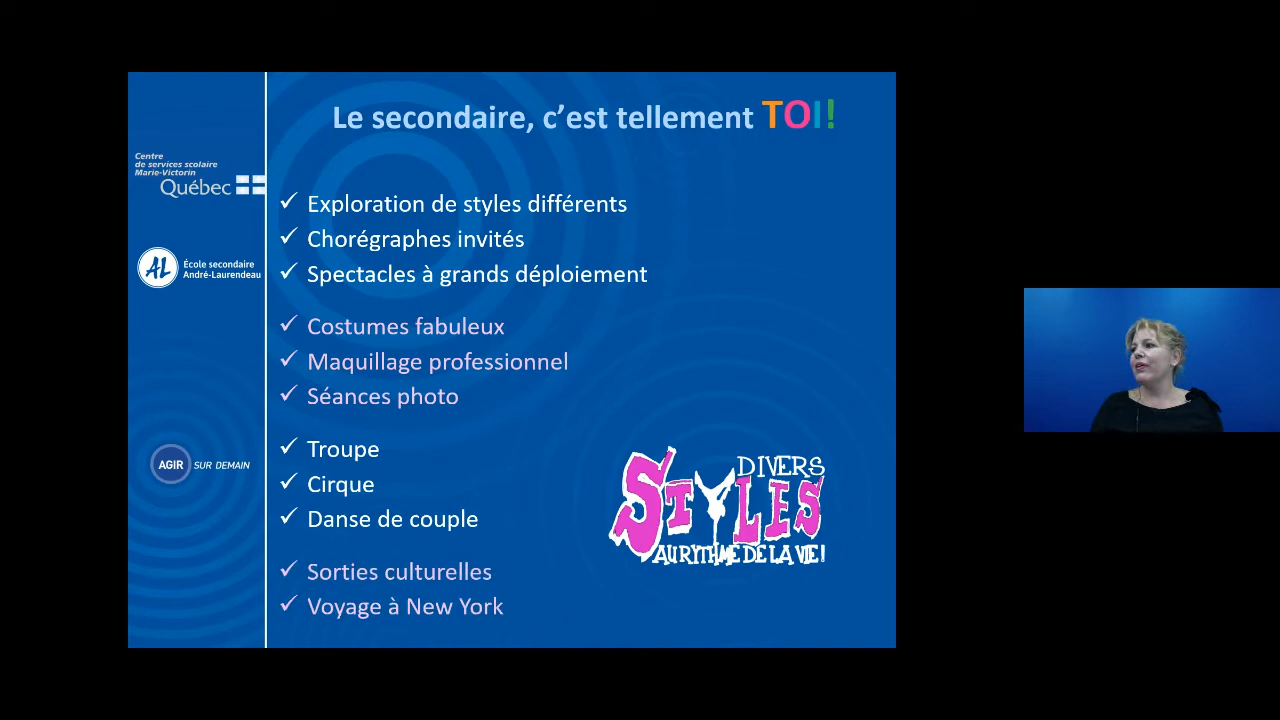 Le secondaire, c’est tellement TOI!
Centre
de services scolaire
Marie-Victorin
Québec
École secondaire
André-Laurendeau
AL
AGIR SUR DEMAIN
✓ Exploration de styles différents
✓ Chorégraphes invités
✓ Spectacles à grands déploiement
✓ Costumes fabuleux
✓ Maquillage professionnel
✓ Séances photo
✓ Troupe
✓ Cirque
✓ Danse de couple
✓ Sorties culturelles
✓ Voyage à New York
DIVERS
STYLES
AU RYTHME DE LA VIE!